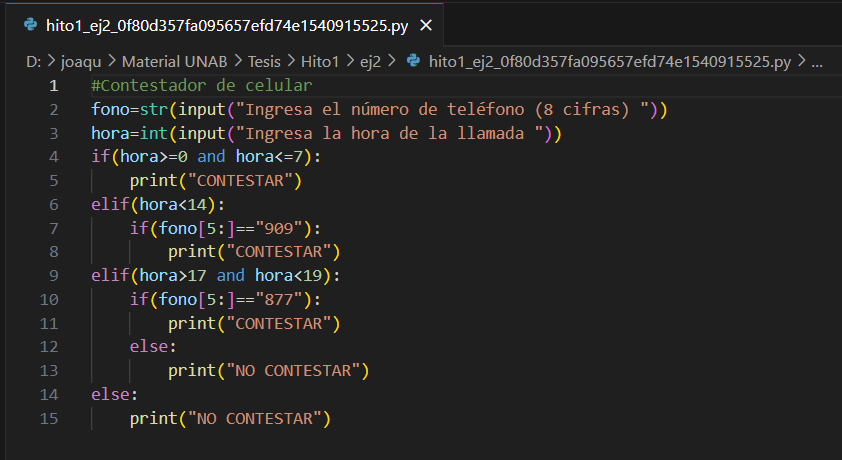 hito1_ej2_0f80d357fa095657efd74e1540915525.py ×
D: > joaqu > Material UNAB > Tesis > Hito1 > ej2 > hito1_ej2_0f80d357fa095657efd74e1540915525.py > ...
1 #Contestador de celular
2 fono=str(input("Ingresa el número de teléfono (8 cifras) "))
3 hora=int(input("Ingresa la hora de la llamada "))
4 if(hora>=0 and hora<=7):
5     print("CONTESTAR")
6 elif(hora<14):
7     if(fono[5:]=="909"):
8         print("CONTESTAR")
9 elif(hora>17 and hora<19):
10     if(fono[5:]=="877"):
11         print("CONTESTAR")
12     else:
13         print("NO CONTESTAR")
14 else:
15     print("NO CONTESTAR")